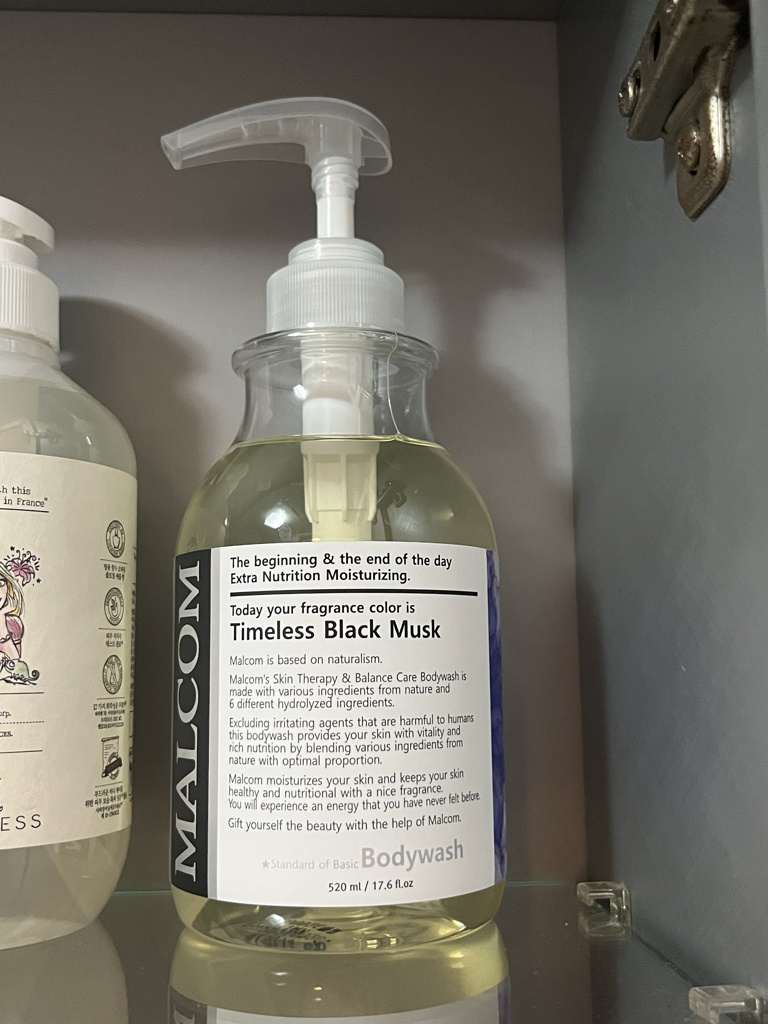 MALCOM
The beginning & the end of the day
Extra Nutrition Moisturizing.
Today your fragrance color is
Timeless Black Musk
Malcom is based on naturalism.
Malcom's Skin Therapy & Balance Care Bodywash is
made with various ingredients from nature and
6 different hydrolyzed ingredients.
Excluding irritating agents that are harmful to humans
this bodywash provides your skin with vitality and
rich nutrition by blending various ingredients from
nature with optimal proportion.
Malcom moisturizes your skin and keeps your skin
healthy and nutritional with a nice fragrance.
You will experience an energy that you have never felt before.
Gift yourself the beauty with the help of Malcom.
★Standard of Basic Bodywash
520 ml / 17.6 fl.oz
this
in France"